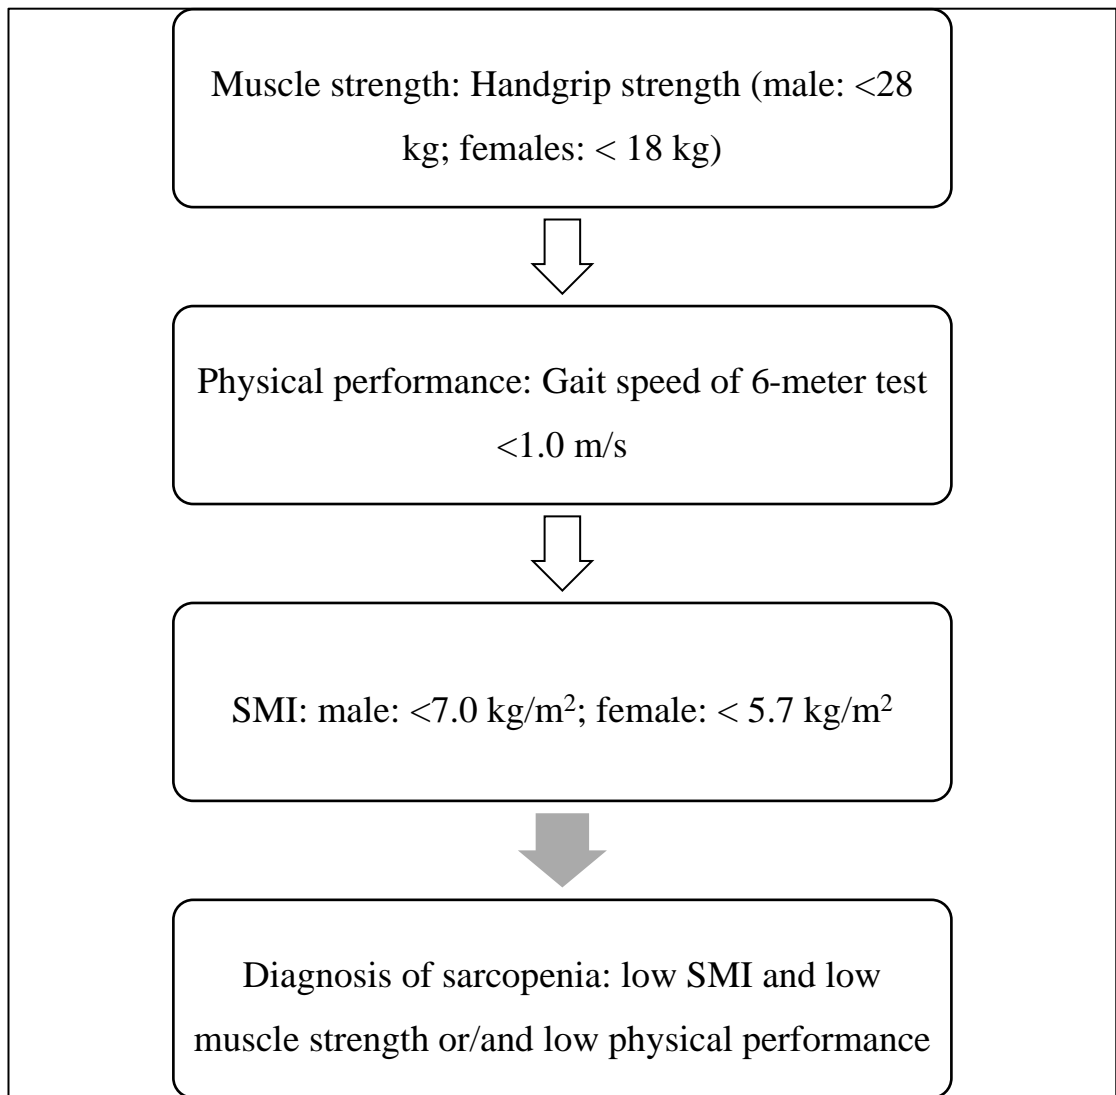 Muscle strength: Handgrip strength (male: <28
kg; females: < 18 kg)
Physical performance: Gait speed of 6-meter test
<1.0 m/s
SMI: male: <7.0 kg/m²; female: < 5.7 kg/m²
Diagnosis of sarcopenia: low SMI and low
muscle strength or/and low physical performance